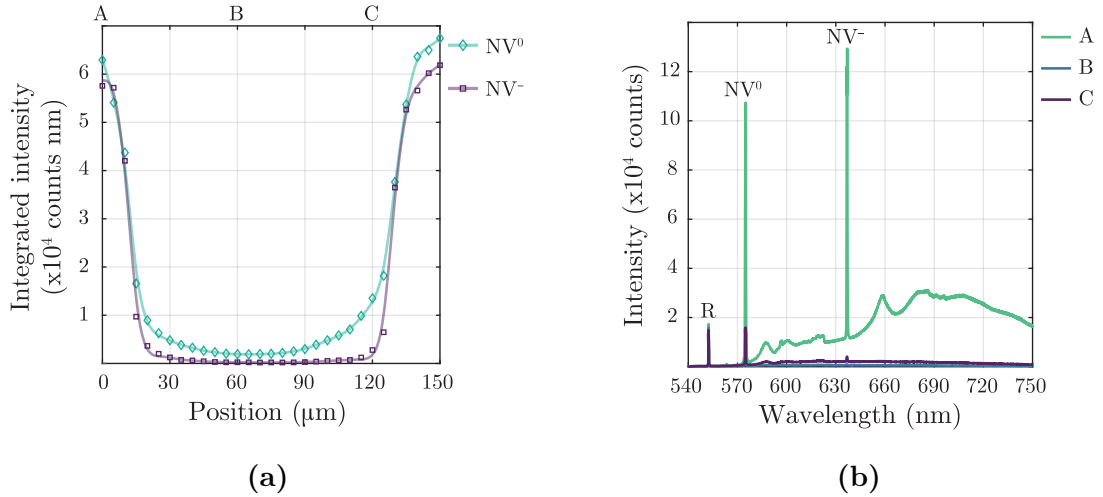 A B C
NV⁰
NV⁻
Integrated intensity
(x10⁴ counts nm)
6
5
4
3
2
1
0 30 60 90 120 150
Position (μm)
(a)
NV⁻
NV⁰
R
A
B
C
Intensity (x10⁴ counts)
12
10
8
6
4
2
540 570 600 630 660 690 720 750
Wavelength (nm)
(b)